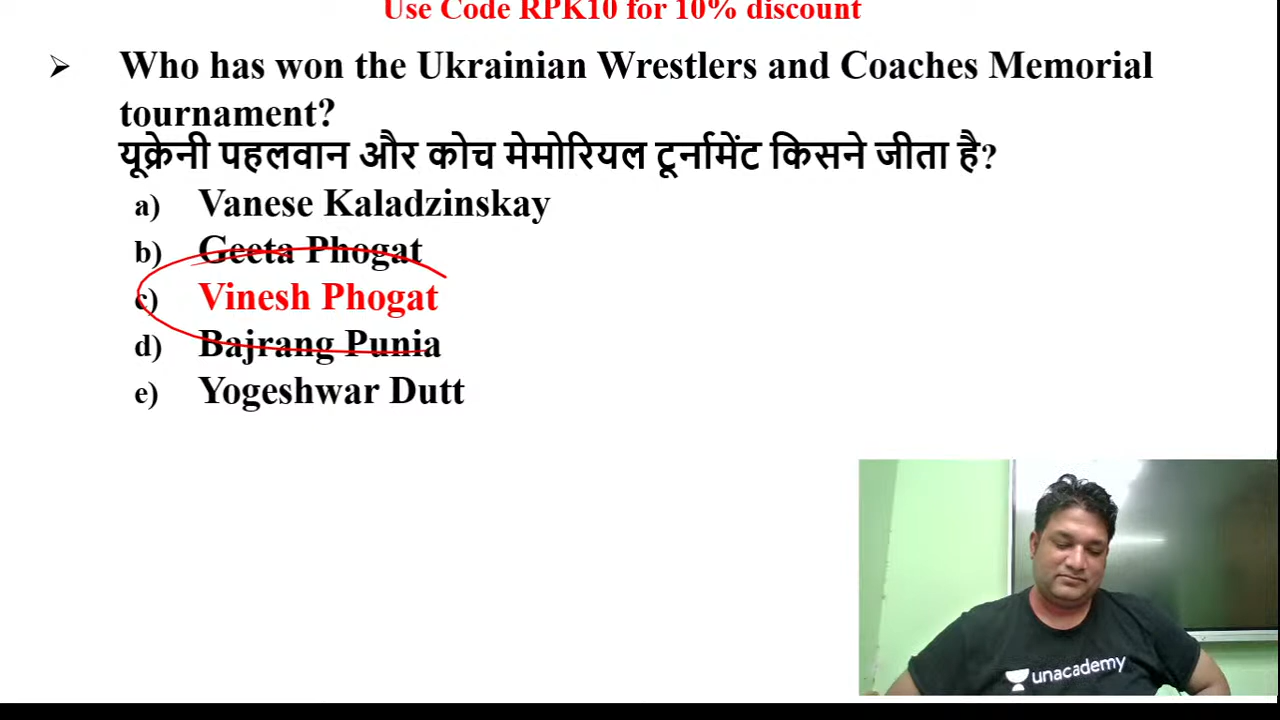 Use Code RPK10 for 10% discount
➢ Who has won the Ukrainian Wrestlers and Coaches Memorial
tournament?
यूक्रेनी पहलवान और कोच मेमोरियल टूर्नामेंट किसने जीता है?
a) Vanese Kaladzinskay
b) Geeta Phogat
c) Vinesh Phogat
d) Bajrang Punia
e) Yogeshwar Dutt
unacademy